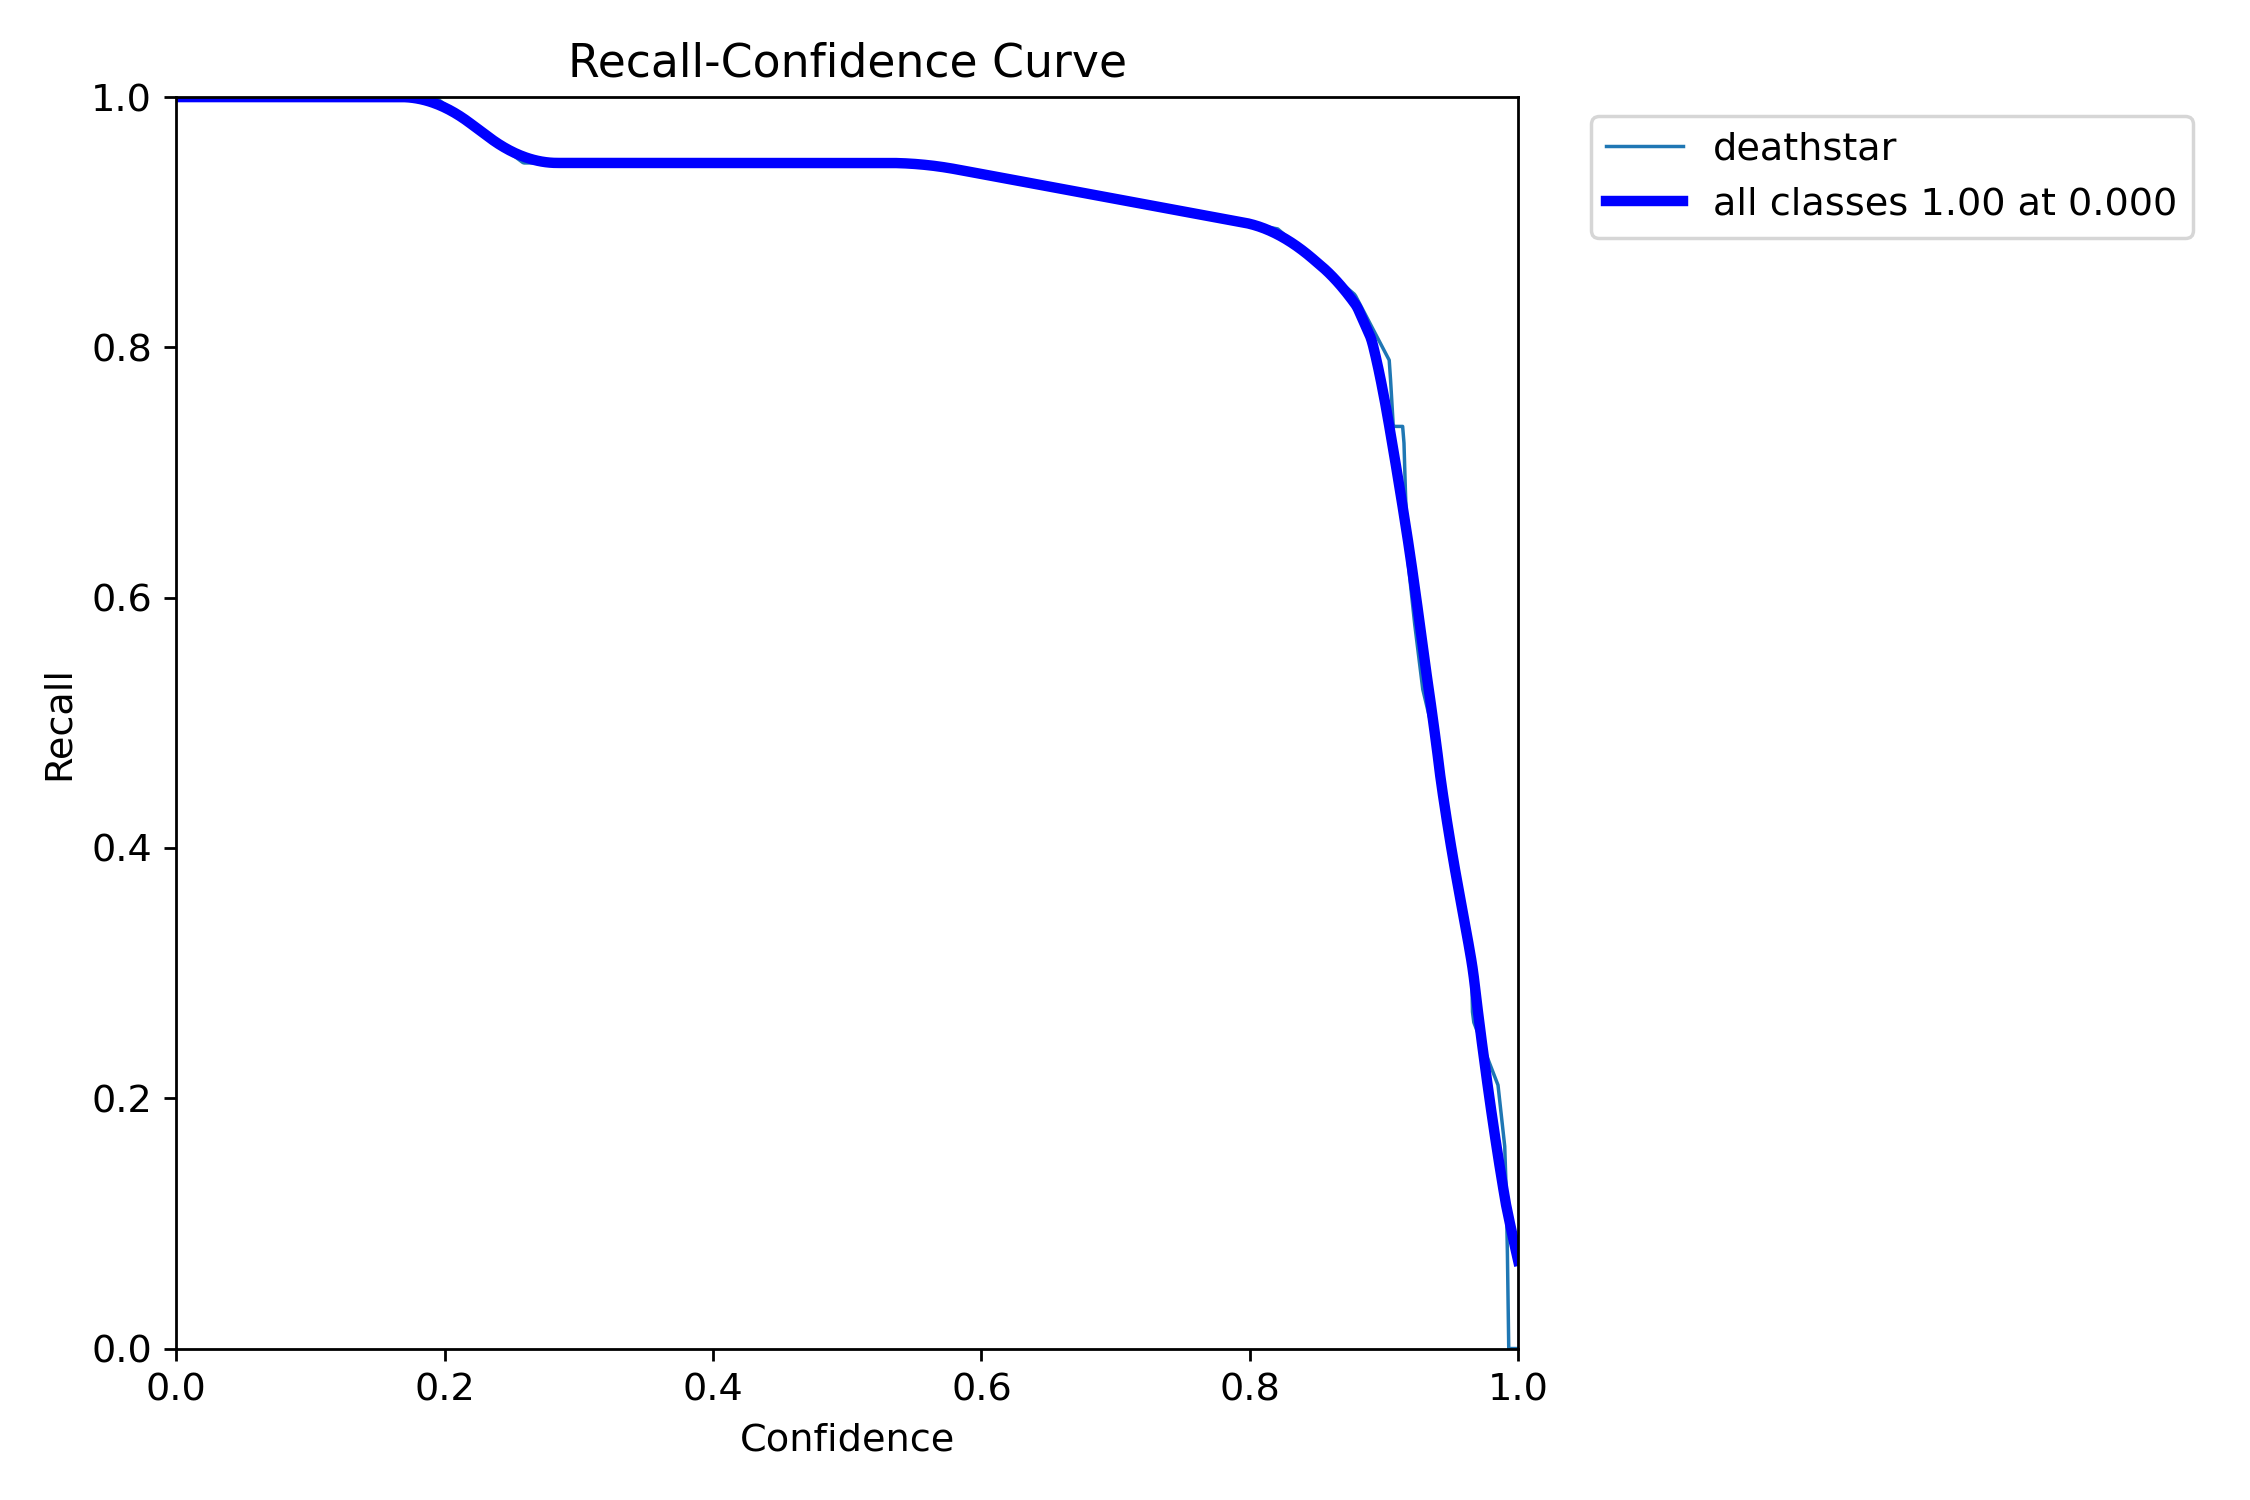 Recall-Confidence Curve
deathstar
all classes 1.00 at 0.000
1.0
0.8
0.6
0.4
0.2
0.0
Recall
0.0 0.2 0.4 0.6 0.8 1.0
Confidence